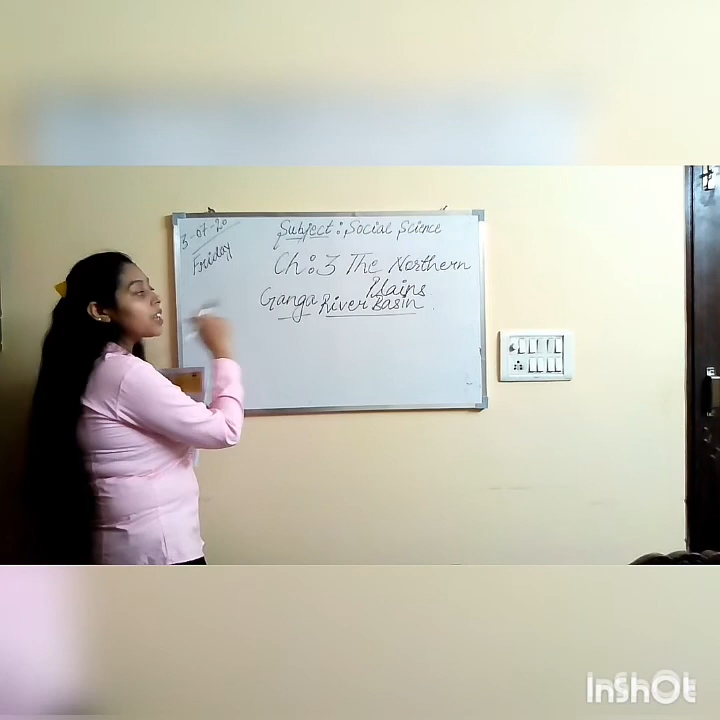 3-07-20
Friday
Subject: Social Science
Ch: 3 The Northern
Plains
Ganga River Basin
InShOt